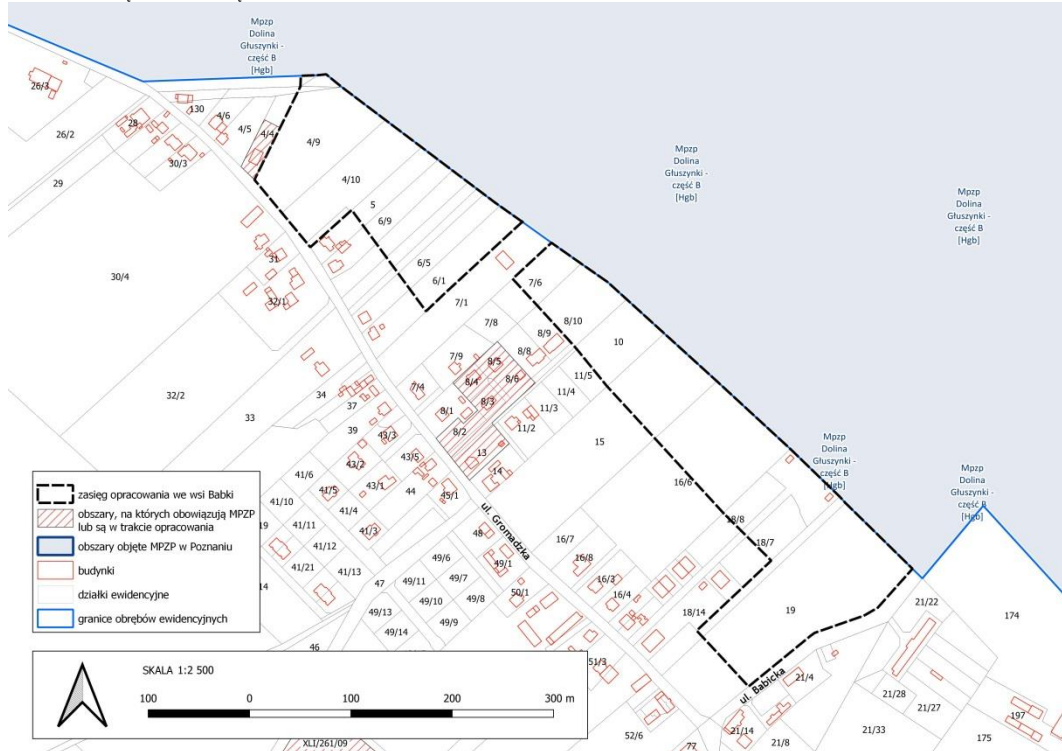 Mpzp
Dolina
Głuszynki -
część B
[Hgb]
26/3
130
4/6
4/5
4/4
4/9
28
26/2
30/3
29
4/10
5
6/9
Mpzp
Dolina
Głuszynki -
część B
[Hgb]
Mpzp
Dolina
Głuszynki -
część B
[Hgb]
31
6/5
30/4
6/1
32/1
7/1
7/6
8/10
7/8
8/9
10
8/8
7/9
8/5
8/4
8/6
11/5
7/4
11/4
32/2
34
37
8/3
8/1
11/3
33
39
43/3
8/2
11/2
15
43/5
13
14
41/6
43/2
41/5
43/1
44
45/1
16/6
41/10
41/4
19
41/11
41/3
ul. Gromadzka
48
18/8
Mpzp
Dolina
Głuszynki -
część B
[Hgb]
Mpzp
Dolina
Głuszynki -
część B
[Hgb]
41/12
16/7
18/7
49/6
41/21
41/13
49/1
16/8
14
47
49/11
49/7
16/3
49/10
49/8
50/1
16/4
49/13
18/14
19
21/22
174
49/9
49/14
46
51/3
ul. Babicka
21/4
21/28
21/27
197
52/6
21/14
21/33
175
77
21/8
zasięg opracowania we wsi Babki
obszary, na których obowiązują MPZP
lub są w trakcie opracowania
obszary objęte MPZP w Poznaniu
budynki
działki ewidencyjne
granice obrębów ewidencyjnych
SKALA 1:2 500
100 0 100 200 300 m
XLI/261/09